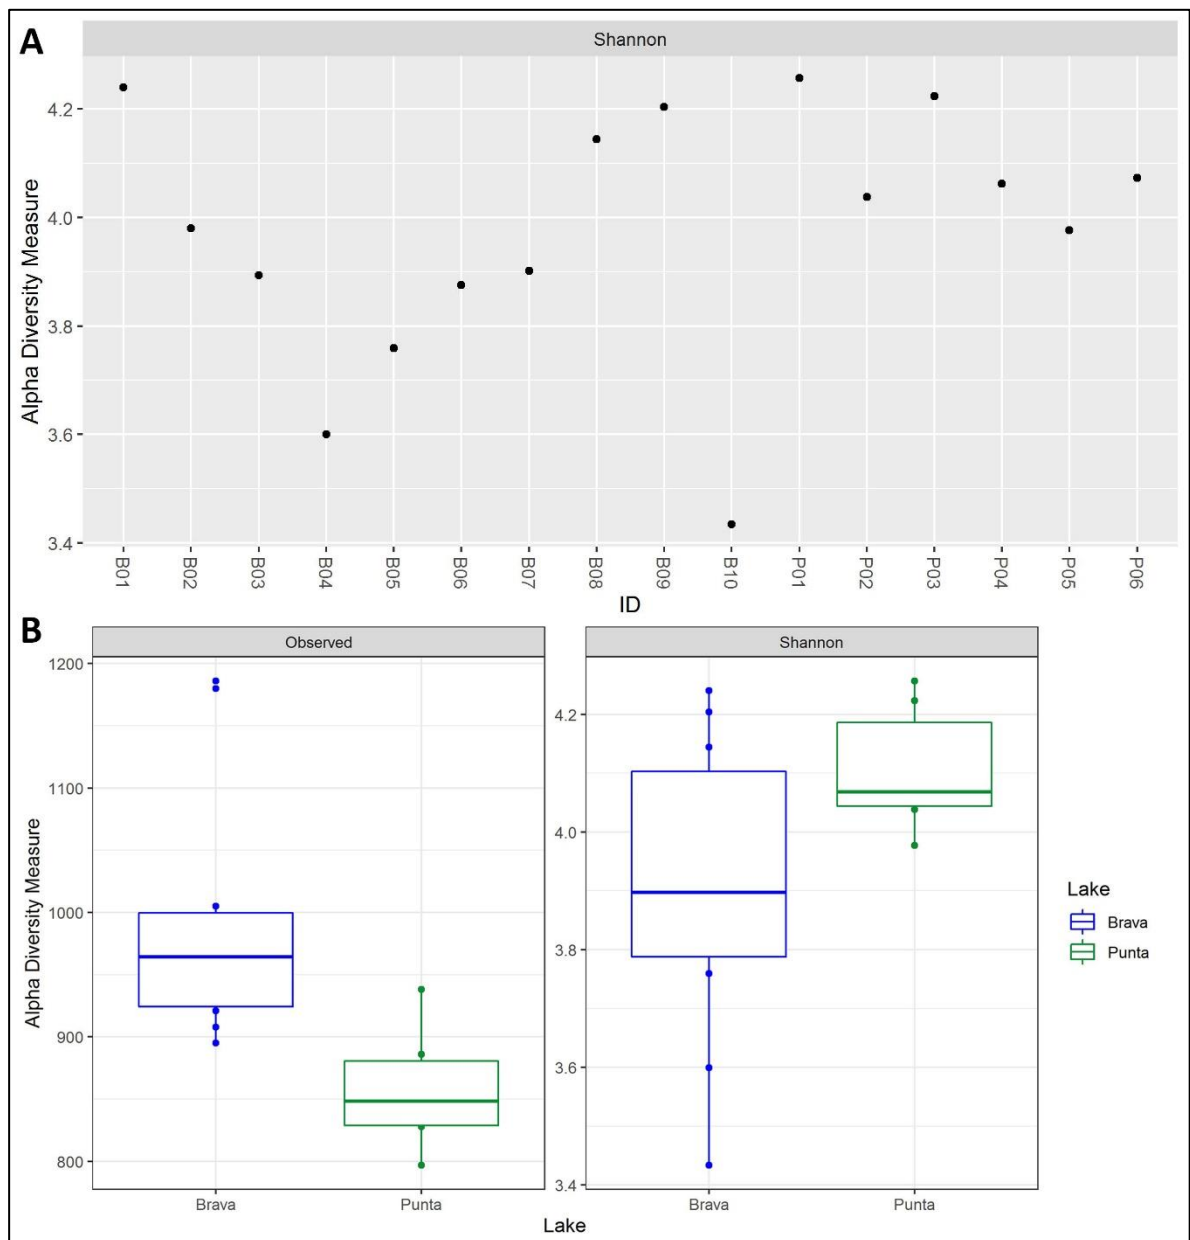 A
Shannon
Alpha Diversity Measure
4.2
4.0
3.8
3.6
3.4
B01 B02 B03 B04 B05 B06 B07 B08 B09 B10 P01 P02 P03 P04 P05 P06
ID
B
Observed
Shannon
Alpha Diversity Measure
1200
1100
1000
900
800
4.2
4.0
3.8
3.6
3.4
Brava Punta
Brava Punta
Lake
Lake
Brava
Punta